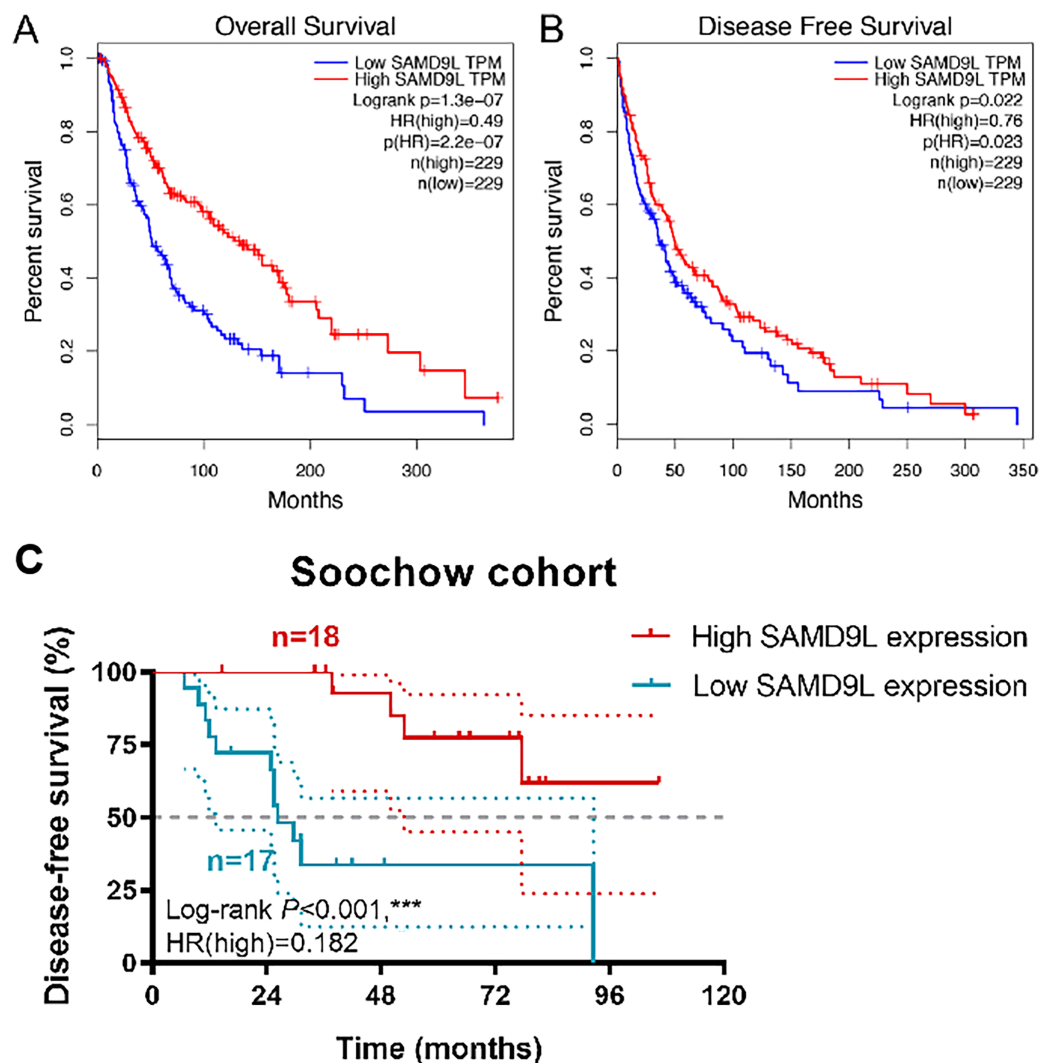 A
Overall Survival
Low SAMD9L TPM
High SAMD9L TPM
Logrank p=1.3e-07
HR(high)=0.49
p(HR)=2.2e-07
n(high)=229
n(low)=229
Percent survival
1.0
0.8
0.6
0.4
0.2
0.0
0 100 200 300
Months
B
Disease Free Survival
Low SAMD9L TPM
High SAMD9L TPM
Logrank p=0.022
HR(high)=0.76
p(HR)=0.023
n(high)=229
n(low)=229
Percent survival
1.0
0.8
0.6
0.4
0.2
0.0
0 50 100 150 200 250 300 350
Months
C
Soochow cohort
n=18
High SAMD9L expression
Low SAMD9L expression
Disease-free survival (%)
100
75
50
25
0
n=17
Log-rank P<0.001,***
HR(high)=0.182
0 24 48 72 96 120
Time (months)